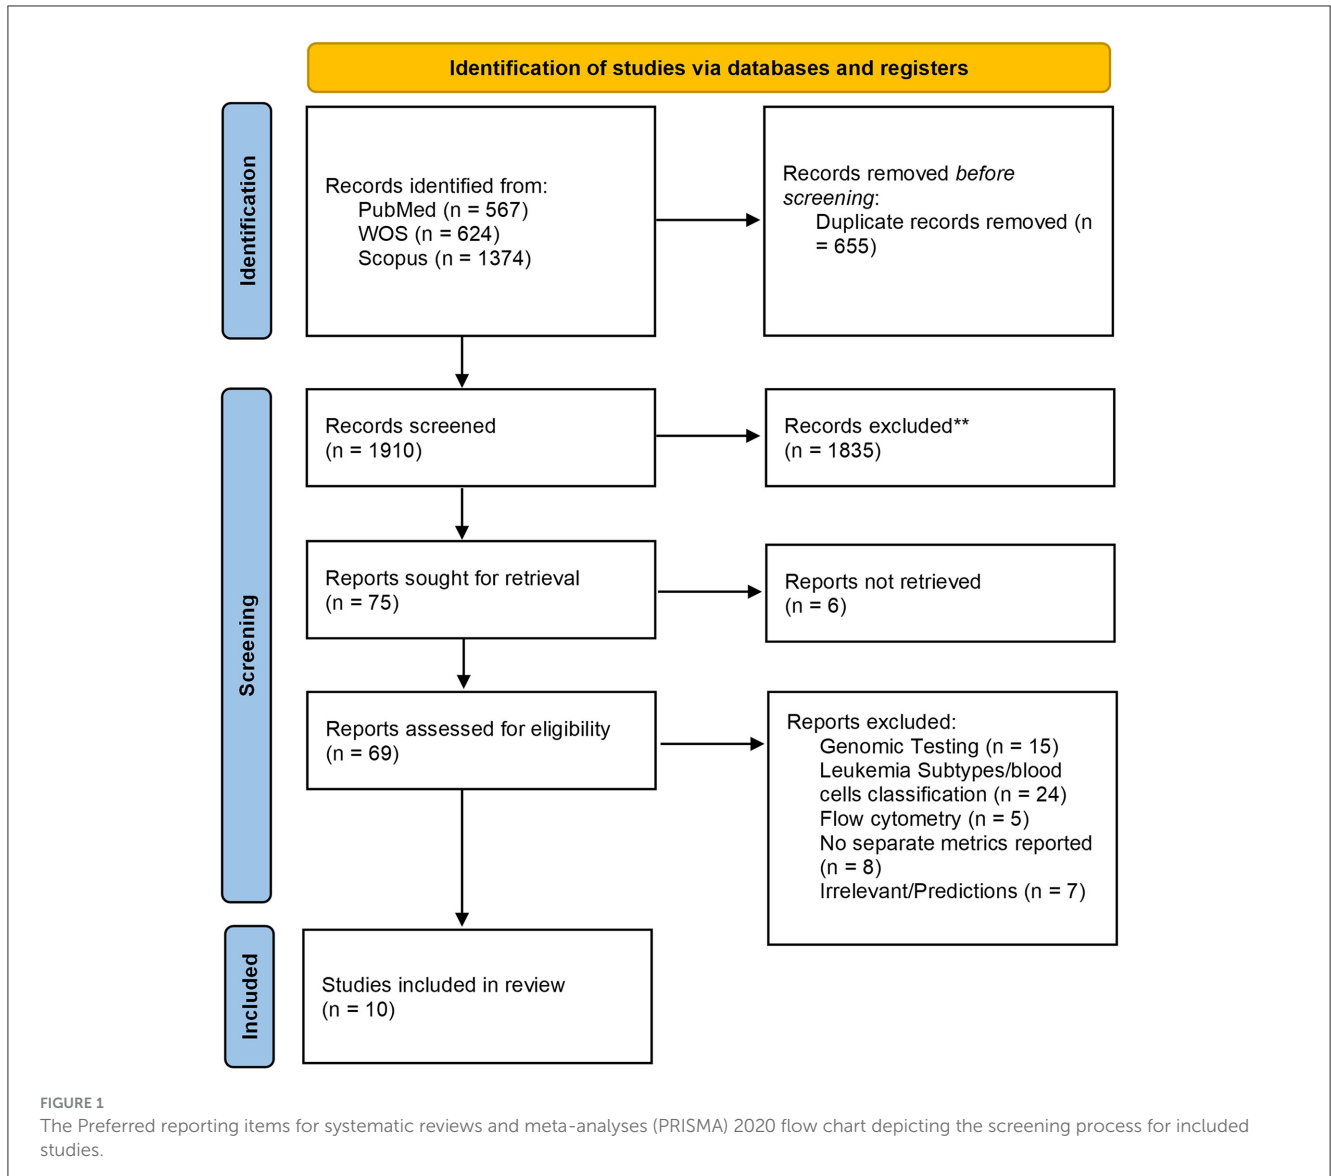 Identification of studies via databases and registers
Identification
Records identified from:
PubMed (n = 567)
WOS (n = 624)
Scopus (n = 1374)
Records removed before
screening:
Duplicate records removed (n
= 655)
Screening
Records screened
(n = 1910)
Records excluded**
(n = 1835)
Reports sought for retrieval
(n = 75)
Reports not retrieved
(n = 6)
Reports assessed for eligibility
(n = 69)
Reports excluded:
Genomic Testing (n = 15)
Leukemia Subtypes/blood
cells classification (n = 24)
Flow cytometry (n = 5)
No separate metrics reported
(n = 8)
Irrelevant/Predictions (n = 7)
Included
Studies included in review
(n = 10)
FIGURE 1
The Preferred reporting items for systematic reviews and meta-analyses (PRISMA) 2020 flow chart depicting the screening process for included
studies.